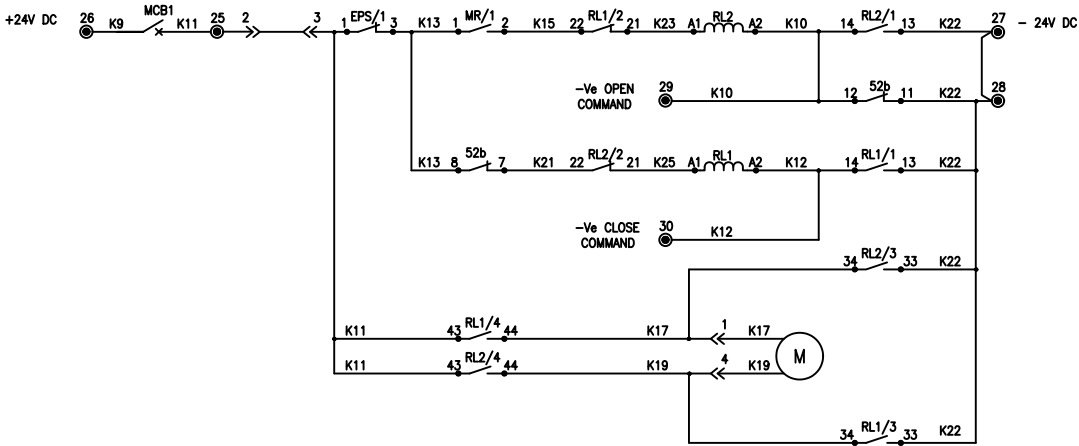 +24V DC 26 K9 MCB1 K11 25 2 3 1 EPS/1 3 K13 1 MR/1 2 K15 22 RL1/2 21 K23 A1 RL2 A2 K10 14 RL2/1 13 K22 27 - 24V DC
-Ve OPEN COMMAND 29 K10 12 52b 11 K22 28
K13 8 52b 7 K21 22 RL2/2 21 K25 A1 RL1 A2 K12 14 RL1/1 13 K22
-Ve CLOSE COMMAND 30 K12
34 RL2/3 33 K22
K11 43 RL1/4 44 K17 1 K17
M
K11 43 RL2/4 44 K19 4 K19
34 RL1/3 33 K22